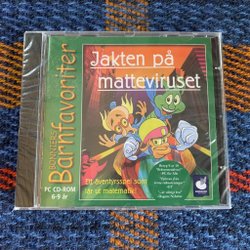 BONNIERS
Barnfavoriter
PC CD-ROM
6-9 år
Jakten på
matteviruset
Ett äventyrsspel som
lär ut matematik!